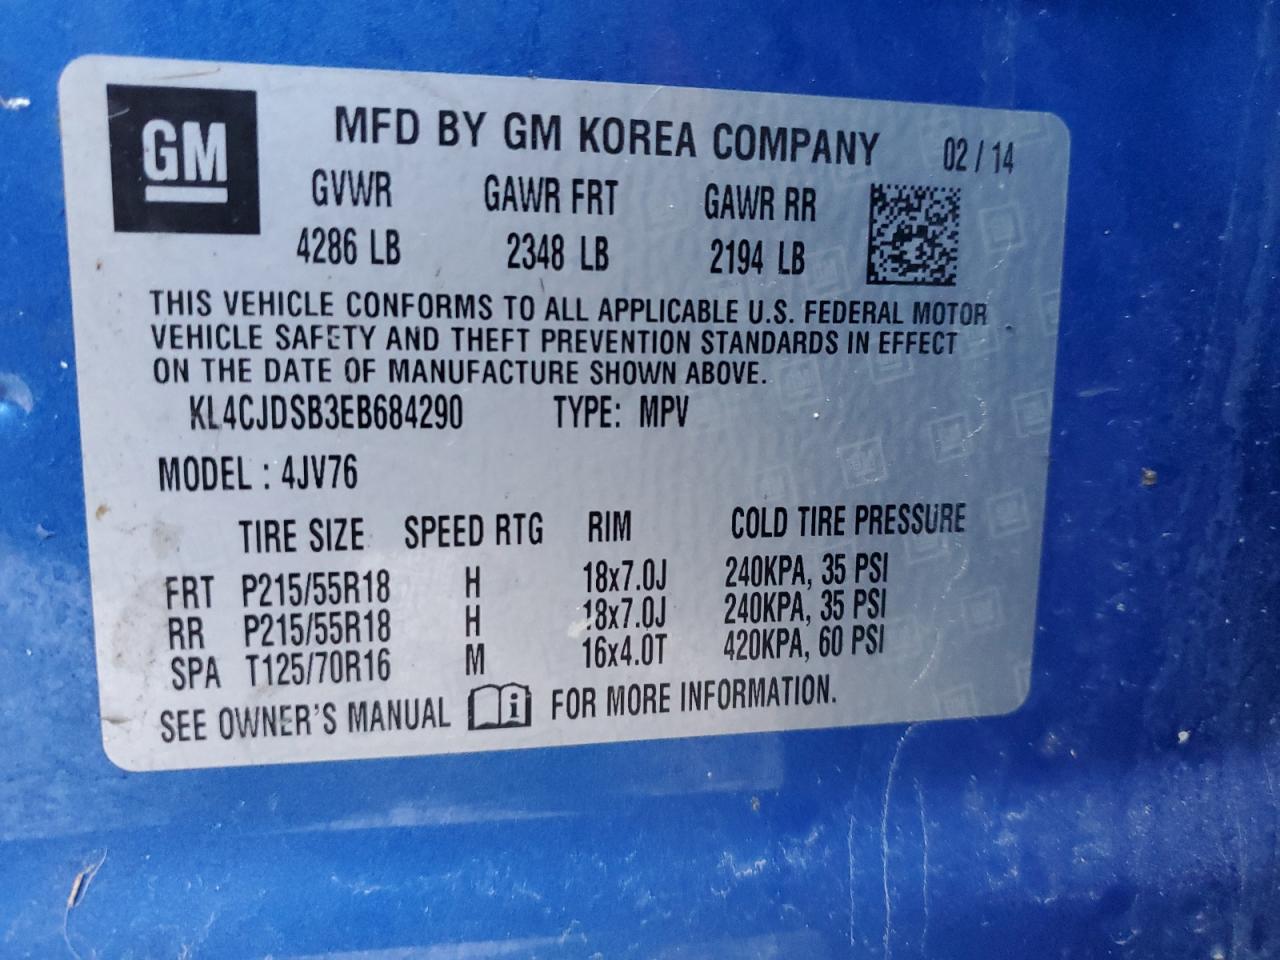 GM
MFD BY GM KOREA COMPANY 02 / 14
GVWR GAWR FRT GAWR RR
4286 LB 2348 LB 2194 LB
THIS VEHICLE CONFORMS TO ALL APPLICABLE U.S. FEDERAL MOTOR
VEHICLE SAFETY AND THEFT PREVENTION STANDARDS IN EFFECT
ON THE DATE OF MANUFACTURE SHOWN ABOVE.
KL4CJDSB3EB684290 TYPE: MPV
MODEL : 4JV76
TIRE SIZE SPEED RTG RIM COLD TIRE PRESSURE
FRT P215/55R18 H 18x7.0J 240KPA, 35 PSI
RR P215/55R18 H 18x7.0J 240KPA, 35 PSI
SPA T125/70R16 M 16x4.0T 420KPA, 60 PSI
SEE OWNER'S MANUAL i FOR MORE INFORMATION.